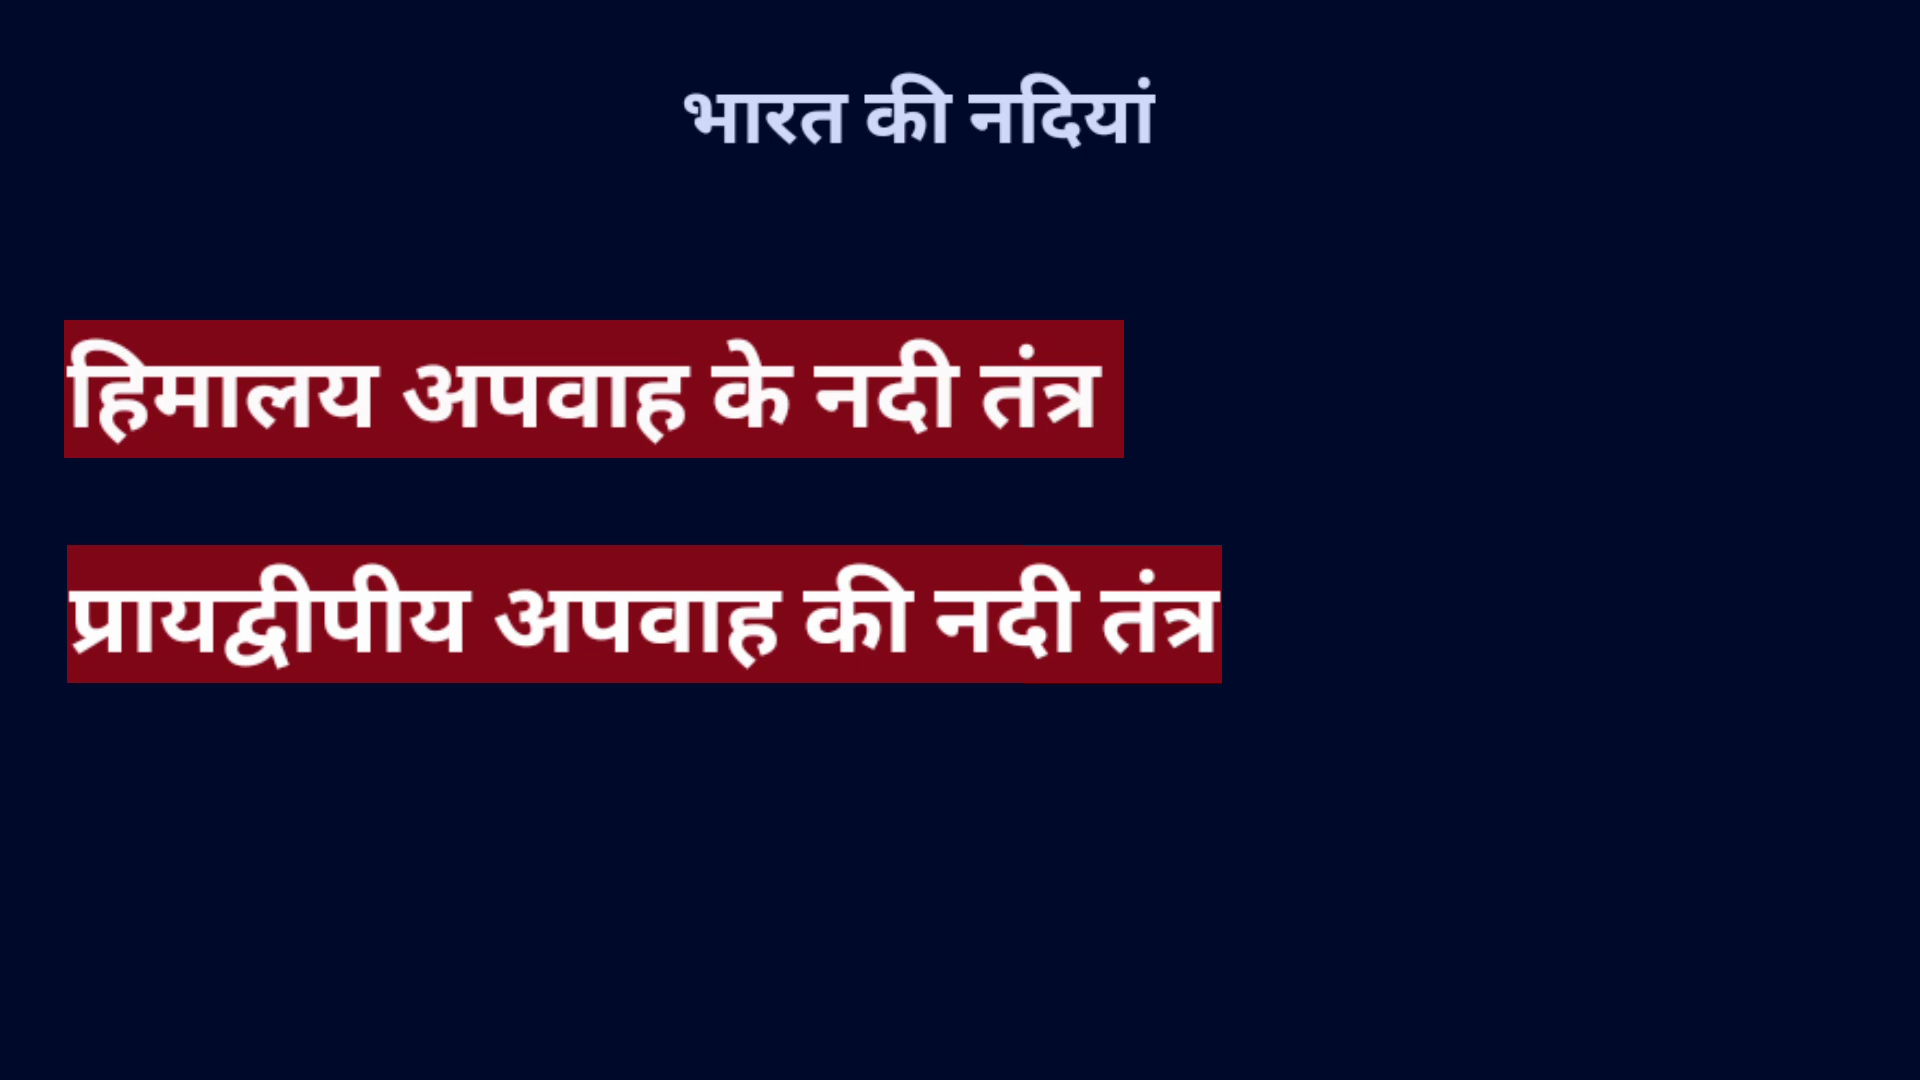 भारत की नदियां
हिमालय अपवाह के नदी तंत्र
प्रायद्वीपीय अपवाह की नदी तंत्र